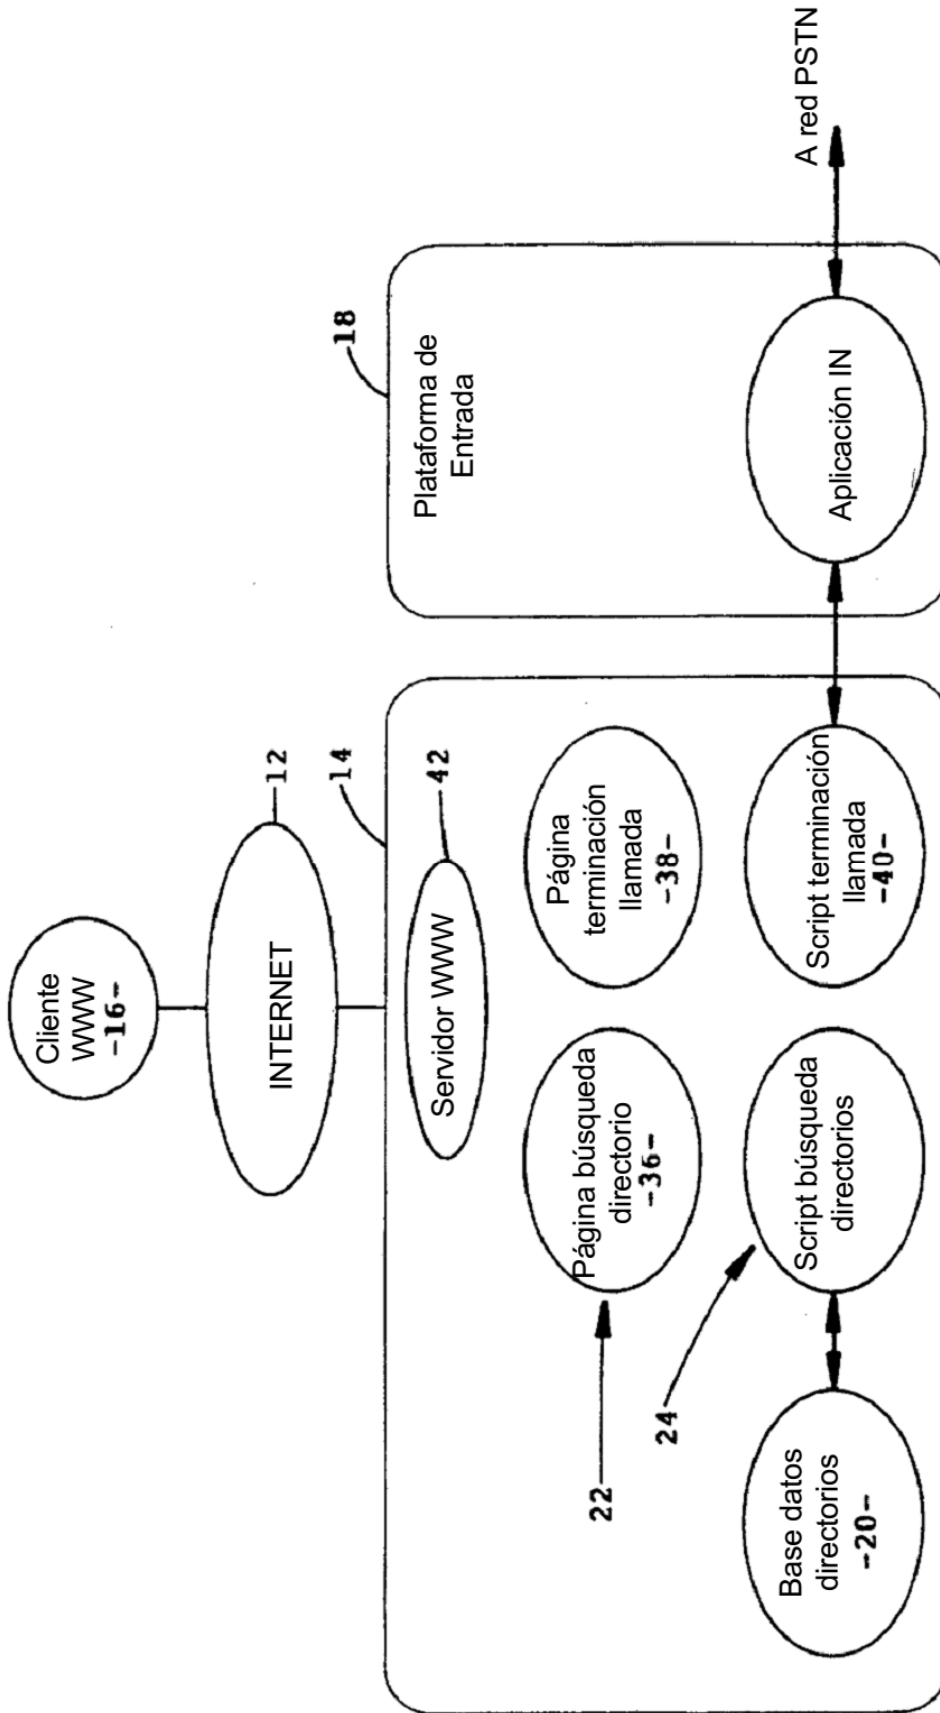 Cliente
WWW
-16-
INTERNET
12
14
Servidor WWW
42
Página búsqueda
directorio
-36-
Página
terminación
llamada
-38-
22
24
Base datos
directorios
-20-
Script búsqueda
directorios
Script terminación
llamada
-40-
18
Plataforma de
Entrada
Aplicación IN
A red PSTN